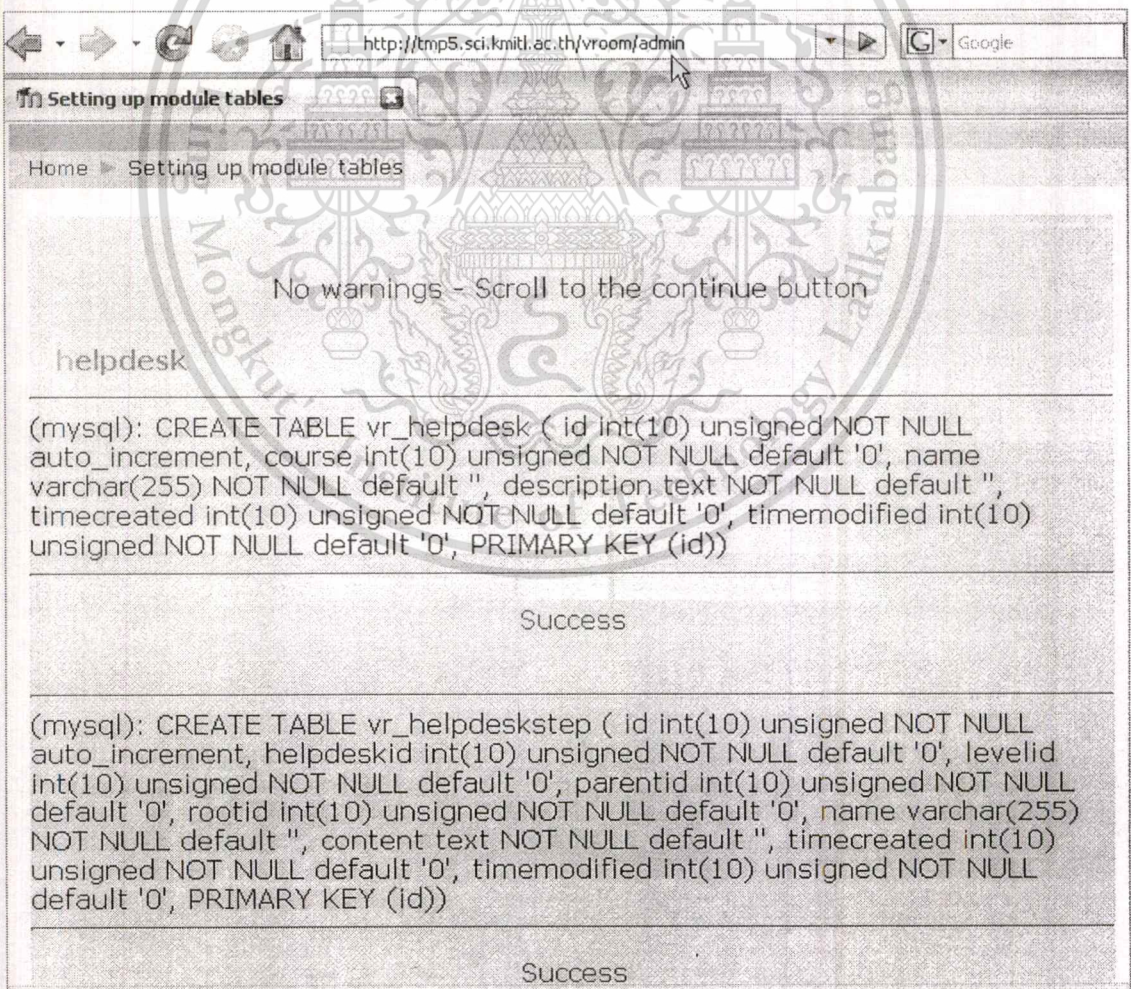 http://tmp5.sci.kmitl.ac.th/vroom/admin
G
Google
Setting up module tables
Home Setting up module tables
No warnings - Scroll to the continue button
helpdesk
(mysql): CREATE TABLE vr_helpdesk ( id int(10) unsigned NOT NULL
auto_increment, course int(10) unsigned NOT NULL default '0', name
varchar(255) NOT NULL default '', description text NOT NULL default '',
timecreated int(10) unsigned NOT NULL default '0', timemodified int(10)
unsigned NOT NULL default '0', PRIMARY KEY (id))
Success
(mysql): CREATE TABLE vr_helpdeskstep ( id int(10) unsigned NOT NULL
auto_increment, helpdeskid int(10) unsigned NOT NULL default '0', levelid
int(10) unsigned NOT NULL default '0', parentid int(10) unsigned NOT NULL
default '0', rootid int(10) unsigned NOT NULL default '0', name varchar(255)
NOT NULL default '', content text NOT NULL default '', timecreated int(10)
unsigned NOT NULL default '0', timemodified int(10) unsigned NOT NULL
default '0', PRIMARY KEY (id))
Success
King Mongkut's Institute of Technology Ladkrabang